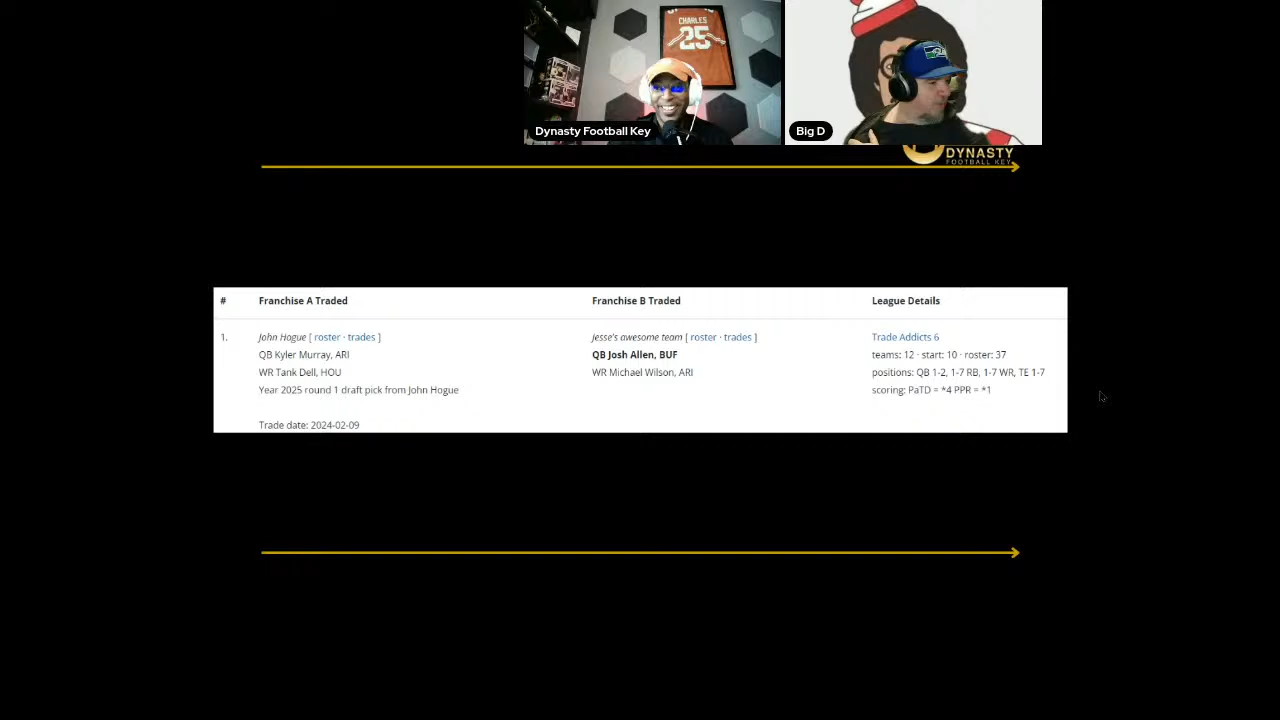 CHARLES
25
Dynasty Football Key
Big D
DYNASTY
FOOTBALL KEY
# Franchise A Traded Franchise B Traded League Details
1. John Hogue [ roster · trades ] Jesse's awesome team [ roster · trades ] Trade Addicts 6
QB Kyler Murray, ARI QB Josh Allen, BUF teams: 12 · start: 10 · roster: 37
WR Tank Dell, HOU WR Michael Wilson, ARI positions: QB 1-2, 1-7 RB, 1-7 WR, TE 1-7
Year 2025 round 1 draft pick from John Hogue scoring: PaTD = *4 PPR = *1
Trade date: 2024-02-09